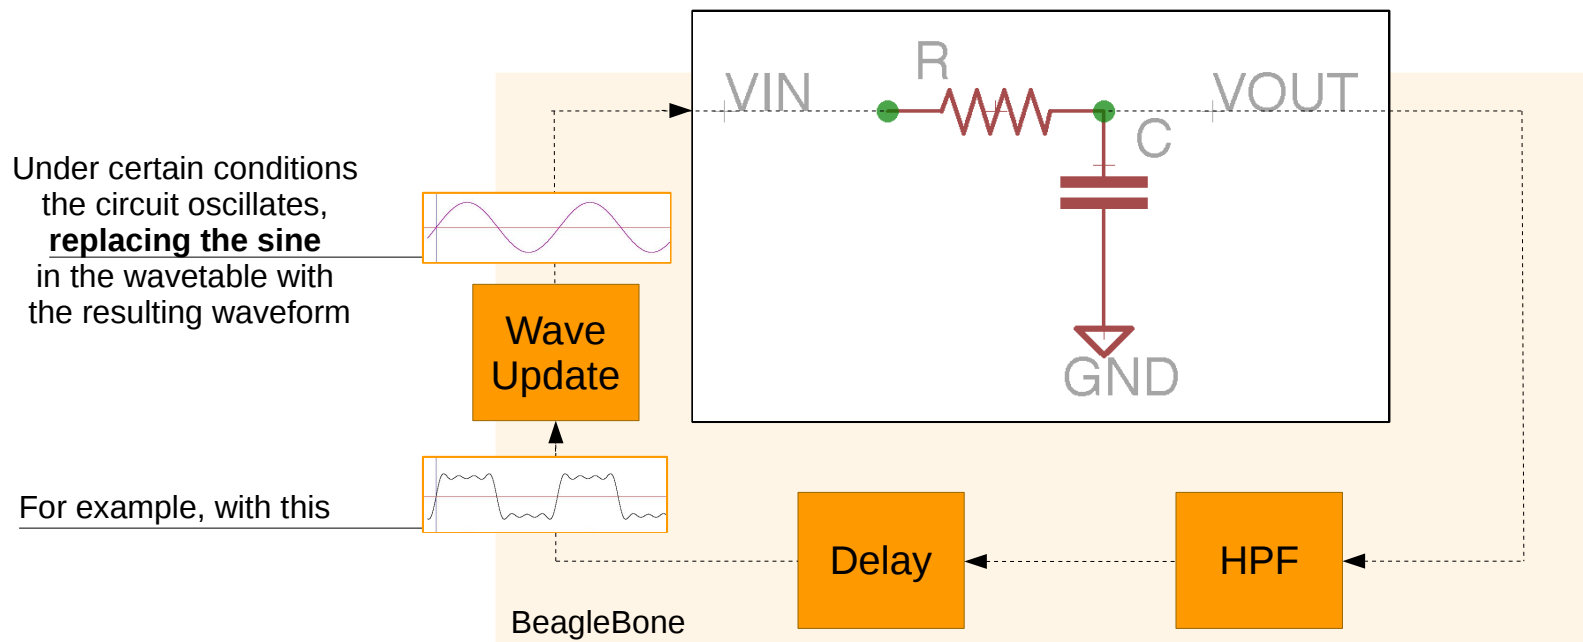 VIN
R
VOUT
C
GND
Under certain conditions
the circuit oscillates,
replacing the sine
in the wavetable with
the resulting waveform
Wave
Update
For example, with this
Delay
HPF
BeagleBone